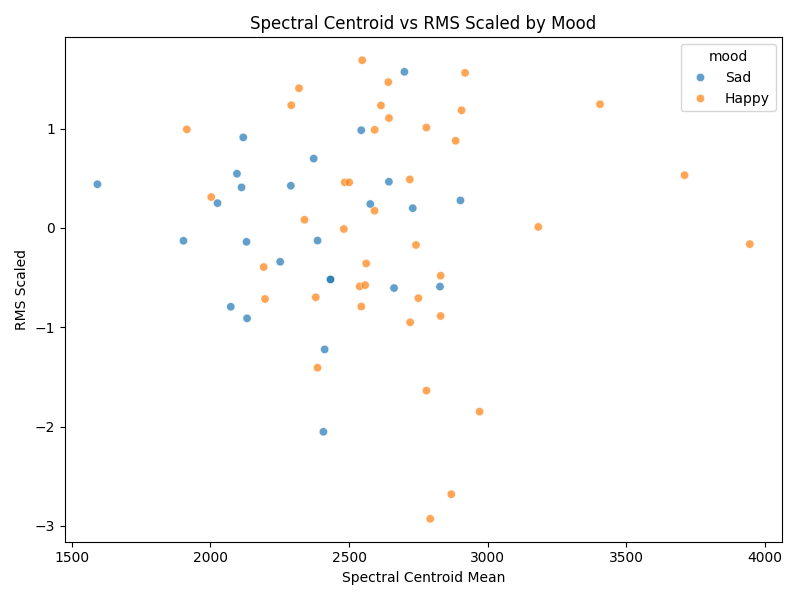 Spectral Centroid vs RMS Scaled by Mood
mood
Sad
Happy
RMS Scaled
1
0
−1
−2
−3
1500 2000 2500 3000 3500 4000
Spectral Centroid Mean